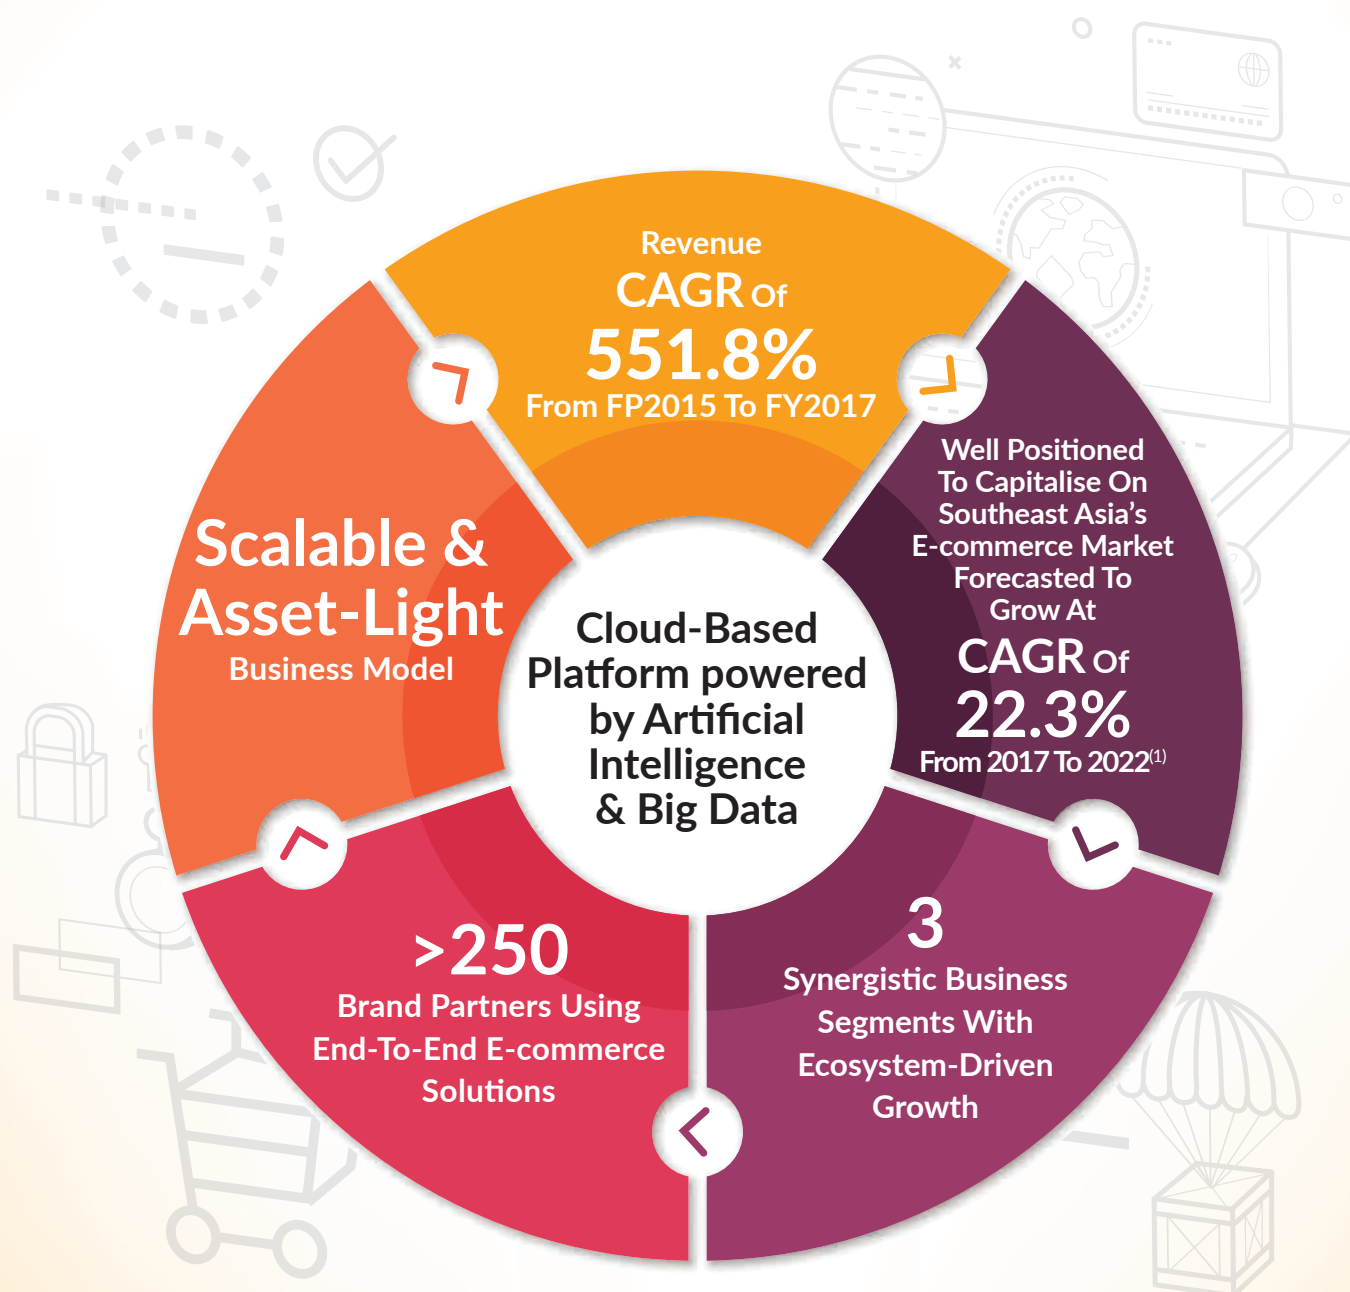 Revenue
CAGR Of
551.8%
From FP2015 To FY2017
Well Positioned
To Capitalise On
Southeast Asia’s
E-commerce Market
Forecasted To
Grow At
CAGR Of
22.3%
From 2017 To 2022(1)
3
Synergistic Business
Segments With
Ecosystem-Driven
Growth
>250
Brand Partners Using
End-To-End E-commerce
Solutions
Scalable &
Asset-Light
Business Model
Cloud-Based
Platform powered
by Artificial
Intelligence
& Big Data